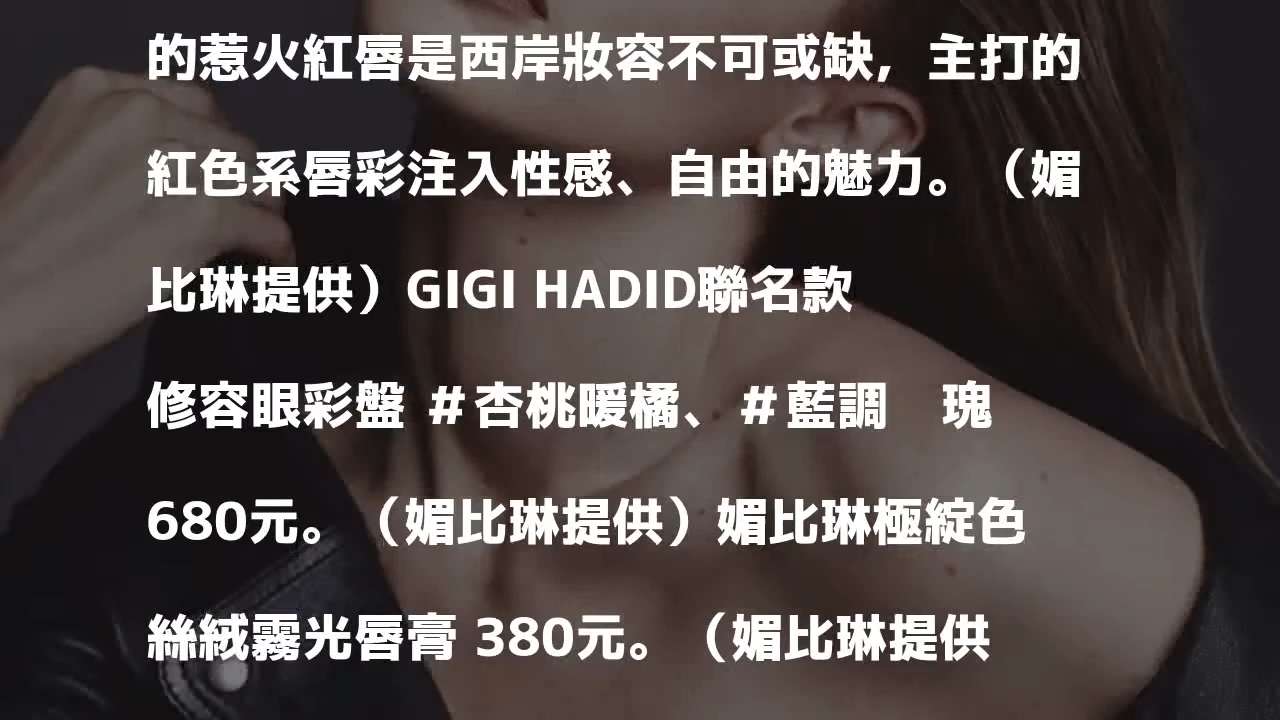 的惹火紅唇是西岸妝容不可或缺，主打的
紅色系唇彩注入性感、自由的魅力。（媚
比琳提供）GIGI HADID聯名款
修容眼彩盤 ＃杏桃暖橘、＃藍調　瑰
680元。（媚比琳提供）媚比琳極綻色
絲絨霧光唇膏 380元。（媚比琳提供